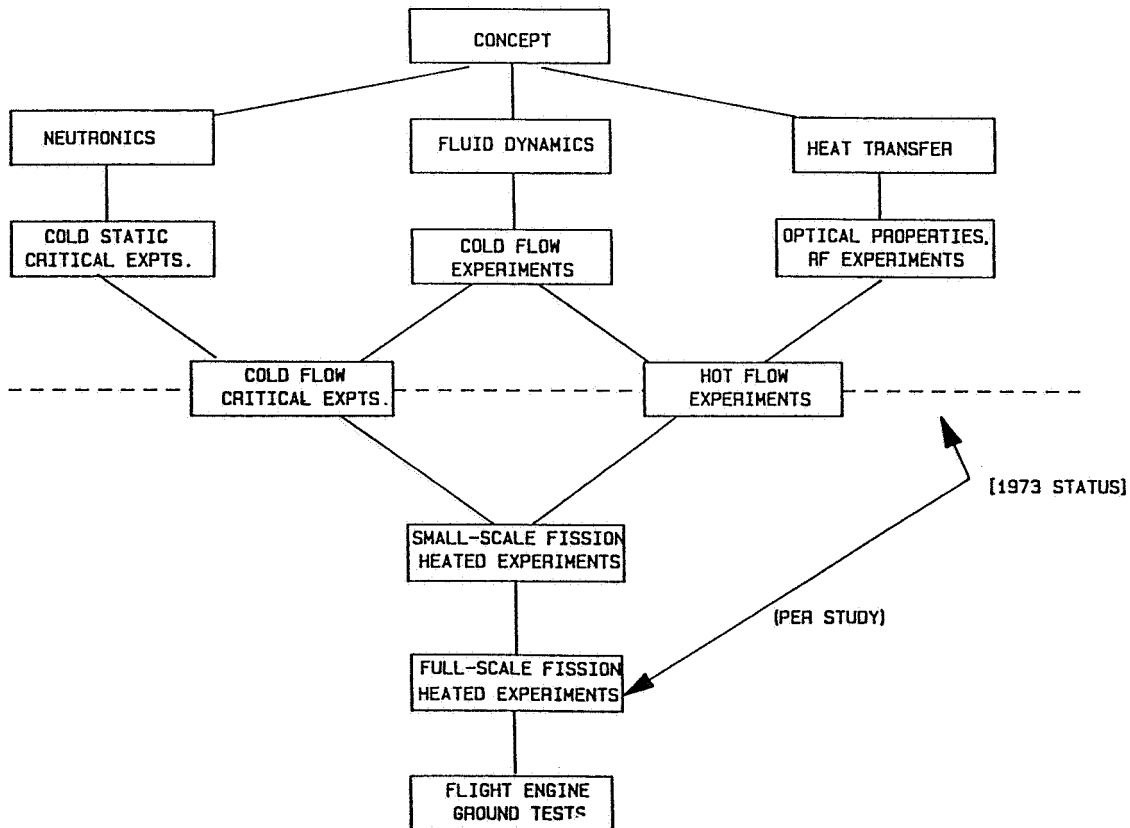 CONCEPT
NEUTRONICS
FLUID DYNAMICS
HEAT TRANSFER
COLD STATIC
CRITICAL EXPTS.
COLD FLOW
EXPERIMENTS
OPTICAL PROPERTIES,
RF EXPERIMENTS
COLD FLOW
CRITICAL EXPTS.
HOT FLOW
EXPERIMENTS
[1973 STATUS]
SMALL-SCALE FISSION
HEATED EXPERIMENTS
(PER STUDY)
FULL-SCALE FISSION
HEATED EXPERIMENTS
FLIGHT ENGINE
GROUND TESTS